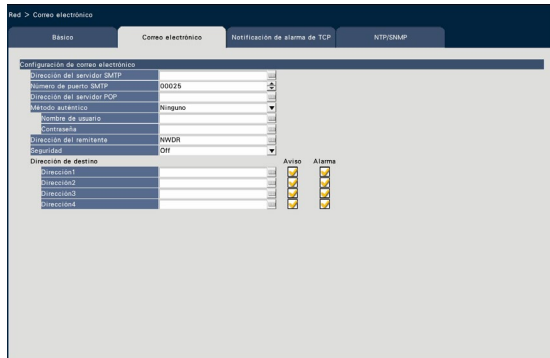 Red > Correo electrónico
Básico Correo electrónico Notificación de alarma de TCP NTP/SNMP
Configuración de correo electrónico
Dirección del servidor SMTP
Número de puerto SMTP 00025
Dirección del servidor POP
Método auténtico Ninguno
Nombre de usuario
Contraseña
Dirección del remitente NWDR
Seguridad Off
Dirección de destino Aviso Alarma
Dirección1
Dirección2
Dirección3
Dirección4